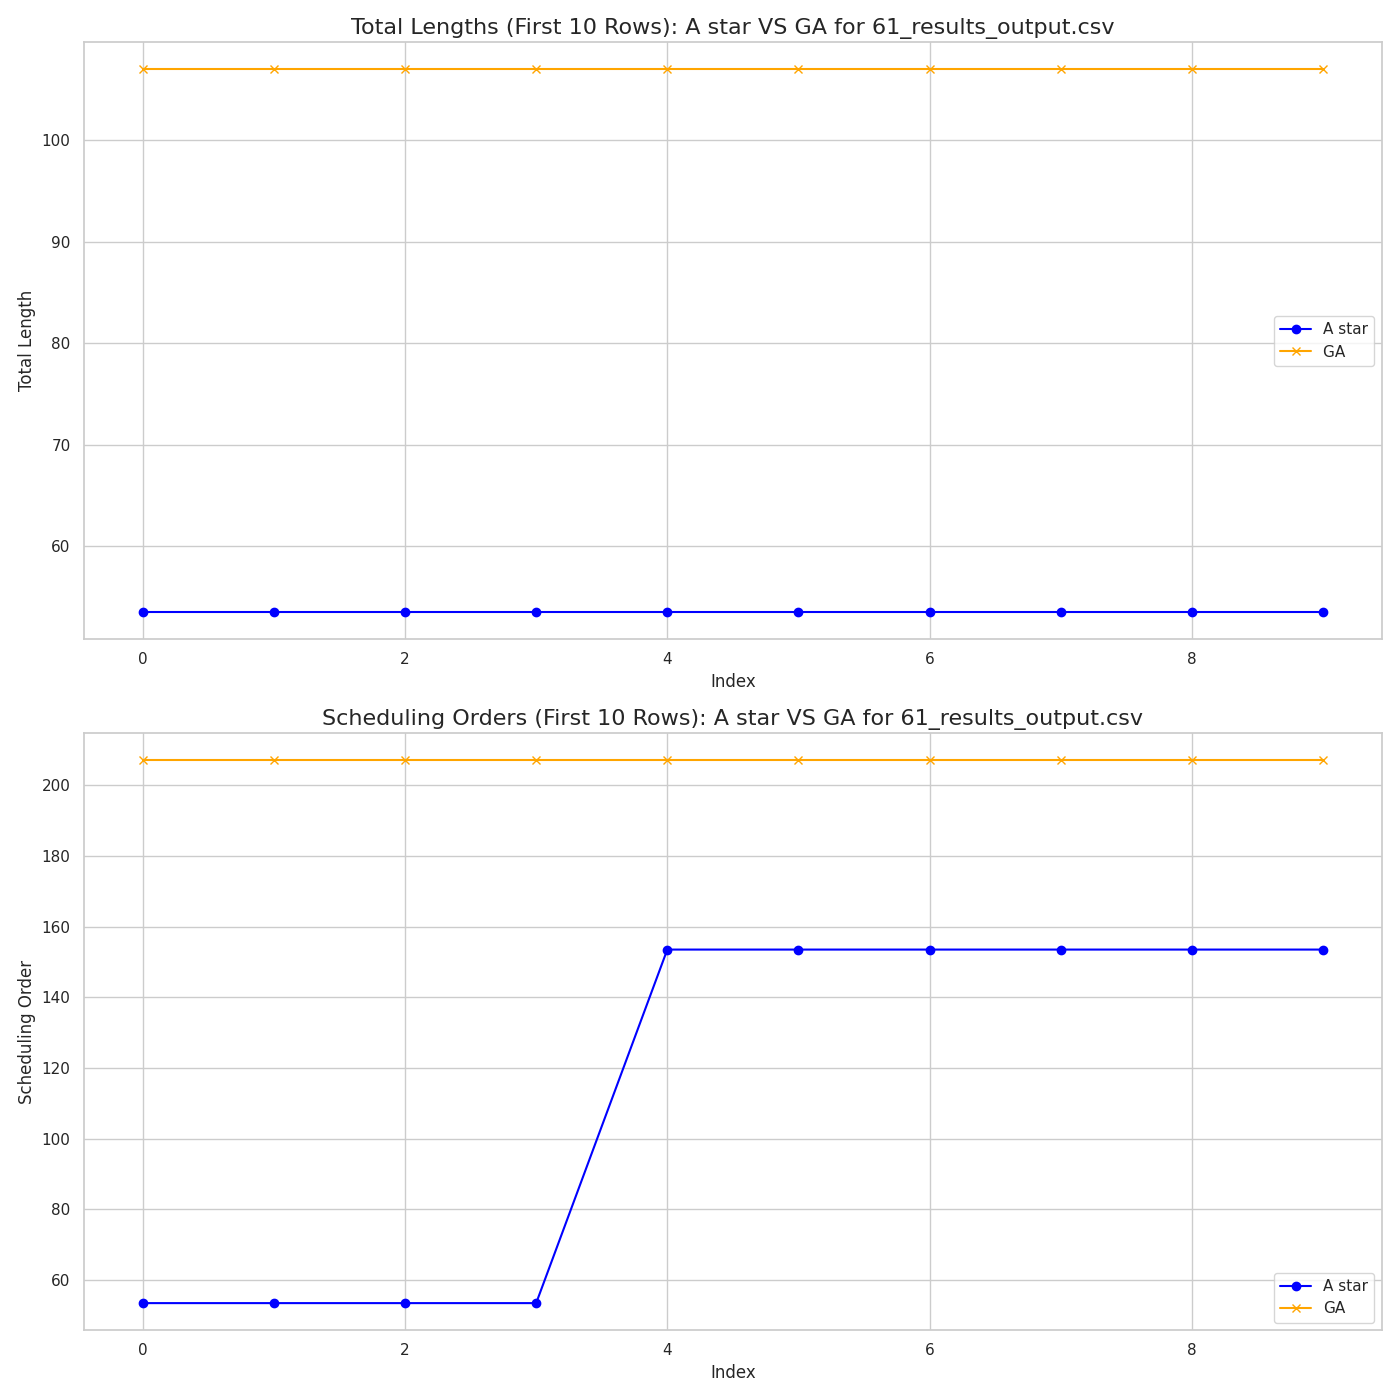 Total Lengths (First 10 Rows): A star VS GA for 61_results_output.csv
100
90
80
70
60
Total Length
A star
GA
0 2 4 6 8
Index
Scheduling Orders (First 10 Rows): A star VS GA for 61_results_output.csv
200
180
160
140
120
100
80
60
Scheduling Order
A star
GA
0 2 4 6 8
Index